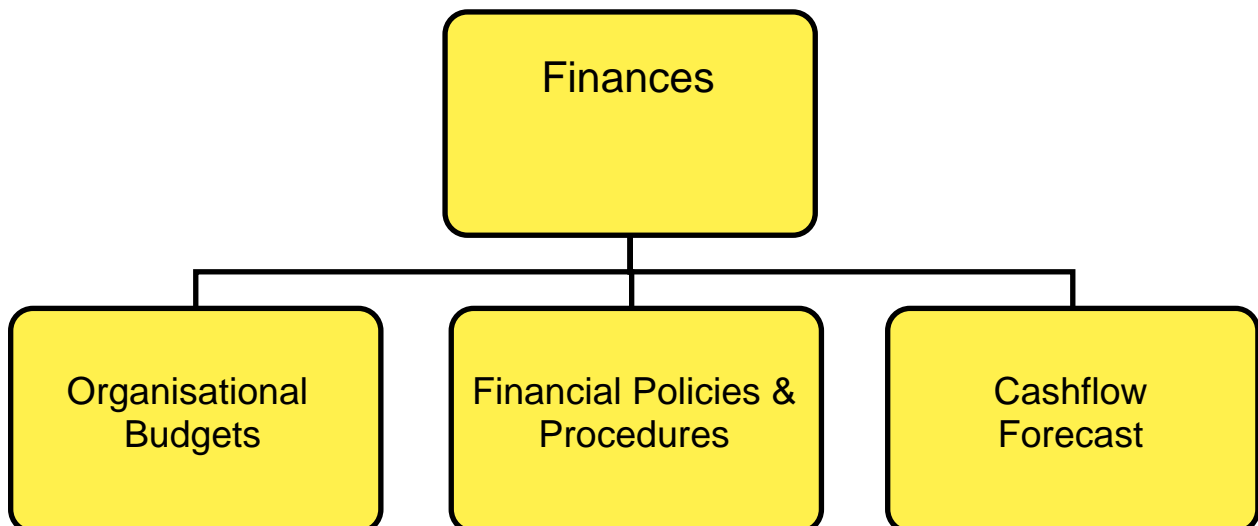 Finances
Organisational
Budgets
Financial Policies &
Procedures
Cashflow
Forecast